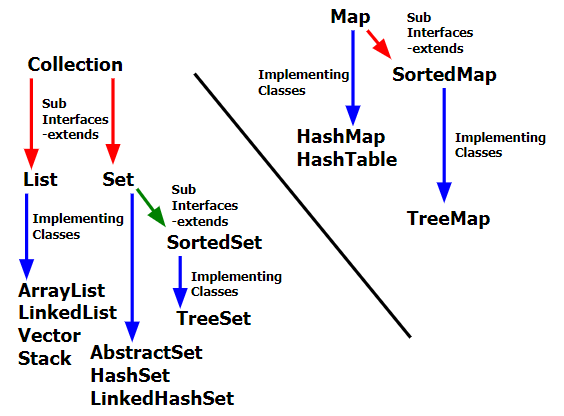 Map
Sub
Interfaces
-extends
SortedMap
Implementing
Classes
HashMap
HashTable
Implementing
Classes
TreeMap
Collection
Sub
Interfaces
-extends
List
Set
Sub
Interfaces
-extends
SortedSet
Implementing
Classes
Implementing
Classes
TreeSet
ArrayList
LinkedList
Vector
Stack
AbstractSet
HashSet
LinkedHashSet